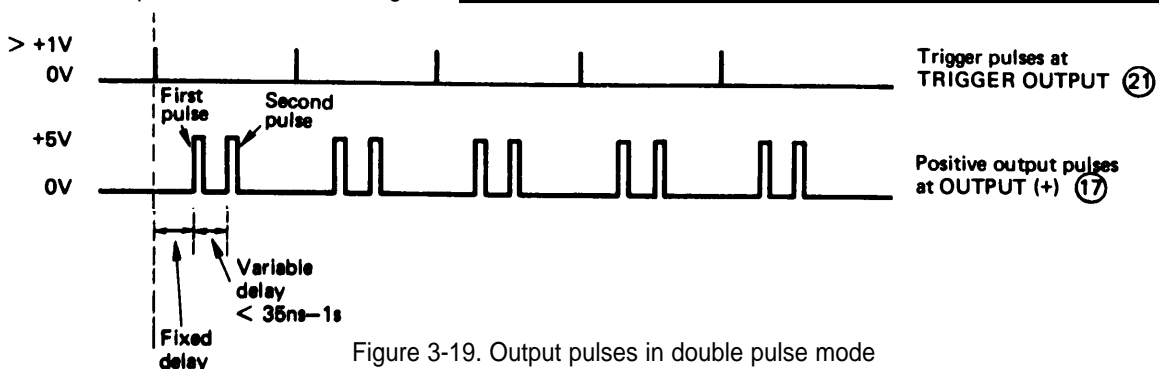 > +1V
0V
Trigger pulses at
TRIGGER OUTPUT 21
First
pulse
Second
pulse
+5V
0V
Positive output pulses
at OUTPUT (+) 17
Variable
delay
< 35ns—1s
Fixed
delay
Figure 3-19. Output pulses in double pulse mode